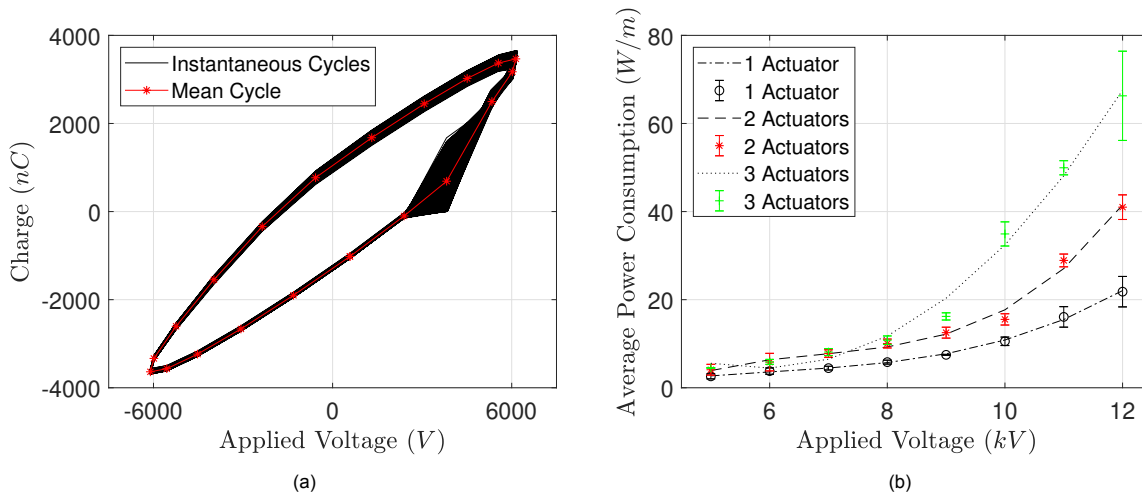 4000
2000
0
-2000
-4000
Charge (nC)
Instantaneous Cycles
Mean Cycle
-6000
0
6000
Applied Voltage (V)
(a)
80
60
40
20
0
Average Power Consumption (W/m)
1 Actuator
1 Actuator
2 Actuators
2 Actuators
3 Actuators
3 Actuators
6
8
10
12
Applied Voltage (kV)
(b)